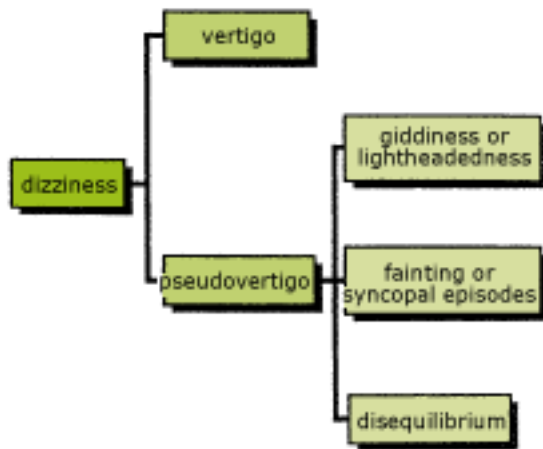 vertigo
giddiness or
lightheadedness
dizziness
pseudovertigo
fainting or
syncopal episodes
disequilibrium